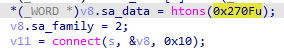 *(_WORD *)v8.sa_data = htons(0x270Fu);
v8.sa_family = 2;
v11 = connect(s, &v8, 0x10);